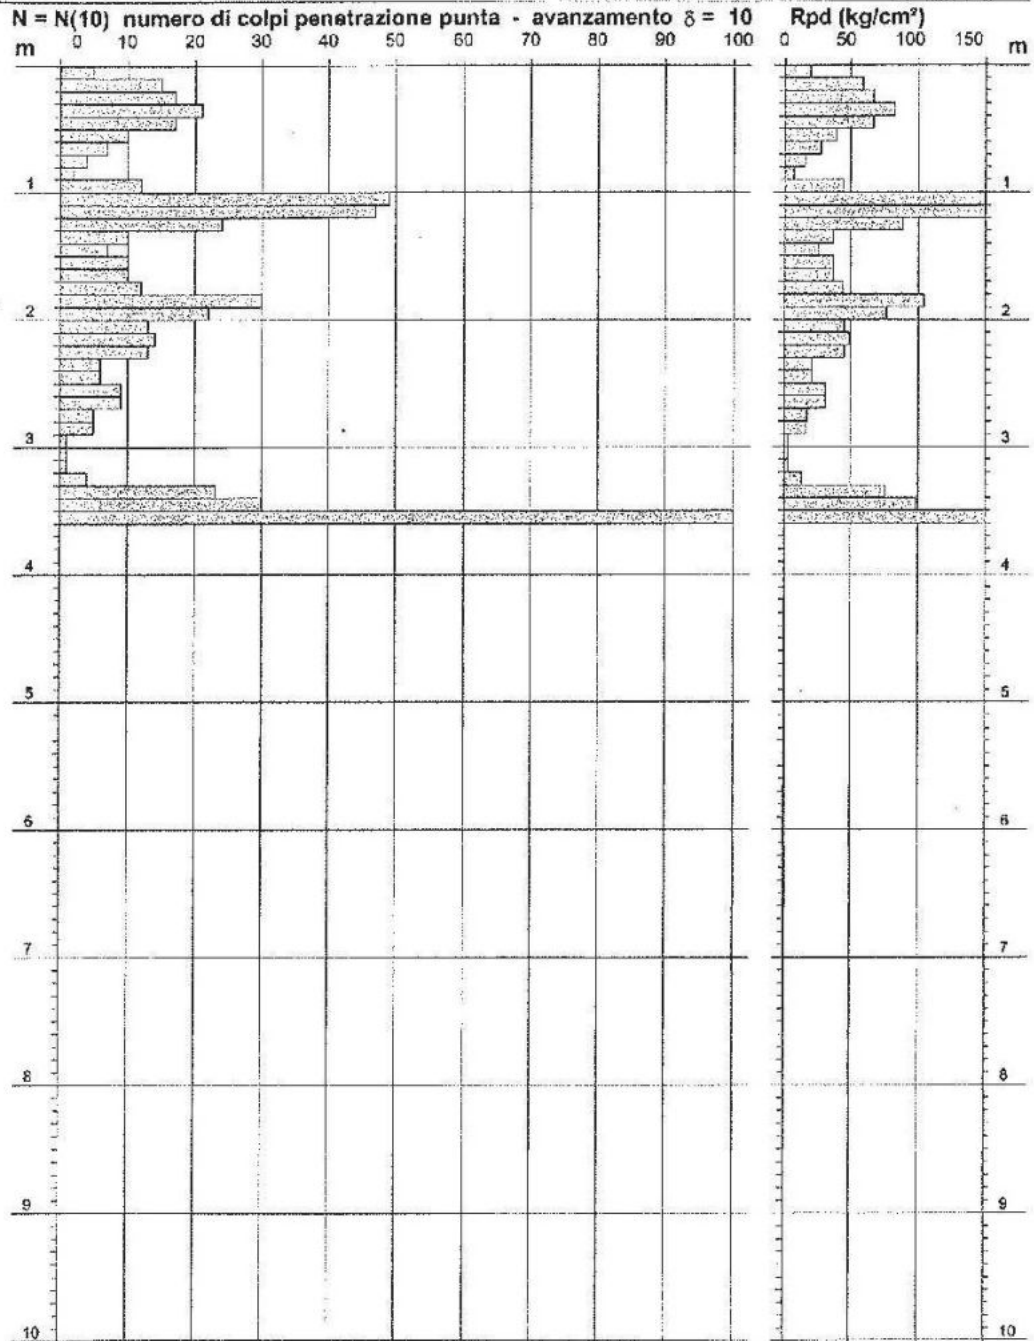 N = N(10) numero di colpi penetrazione punta - avanzamento δ = 10
Rpd (kg/cm²)
m 0 10 20 30 40 50 60 70 80 90 100
0 50 100 150 m
1 1
2 2
3 3
4 4
5 5
6 6
7 7
8 8
9 9
10 10